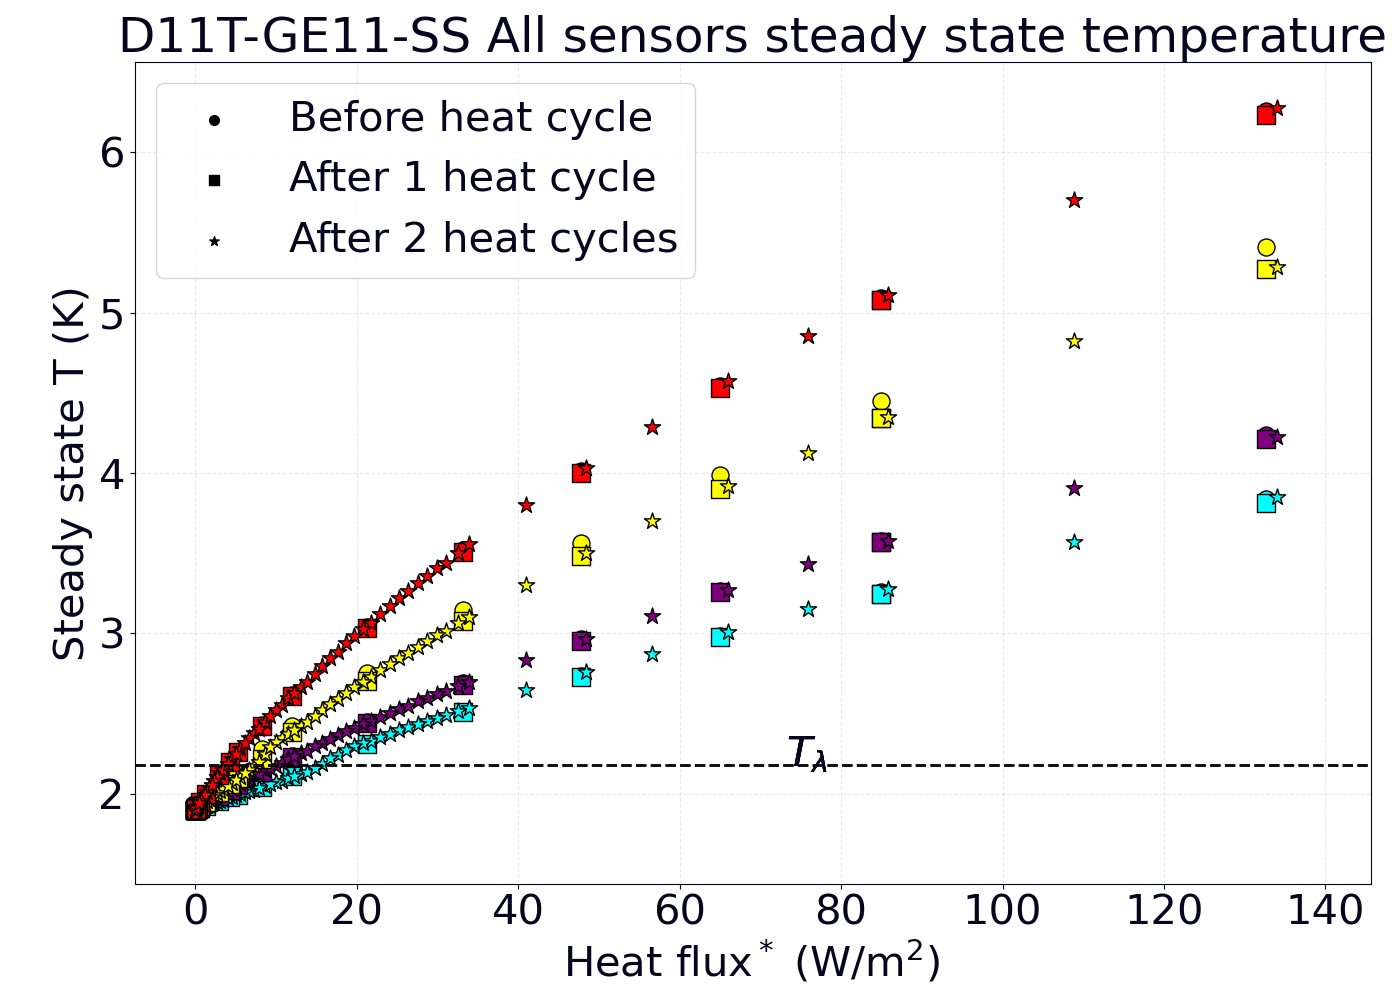 D11T-GE11-SS All sensors steady state temperature
Before heat cycle
After 1 heat cycle
After 2 heat cycles
Steady state T (K)
6
5
4
3
2
Tλ
0 20 40 60 80 100 120 140
Heat flux* (W/m²)